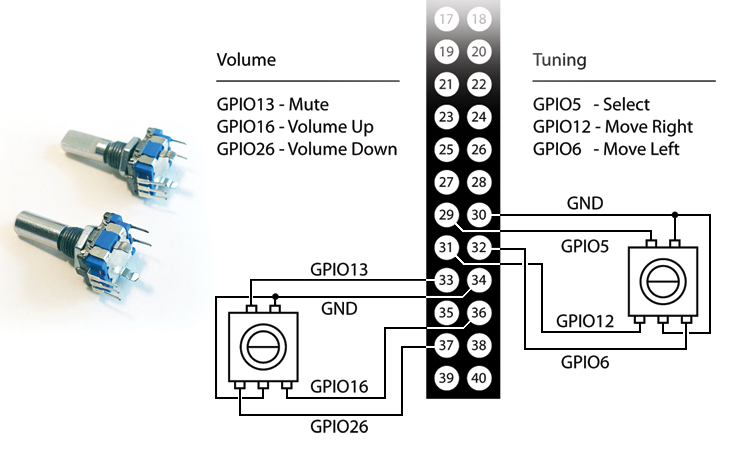 Volume
GPIO13 - Mute
GPIO16 - Volume Up
GPIO26 - Volume Down
Tuning
GPIO5 - Select
GPIO12 - Move Right
GPIO6 - Move Left
17 18
19 20
21 22
23 24
25 26
27 28
29 30
31 32
33 34
35 36
37 38
39 40
GND
GPIO5
GPIO12
GPIO6
GPIO13
GND
GPIO16
GPIO26